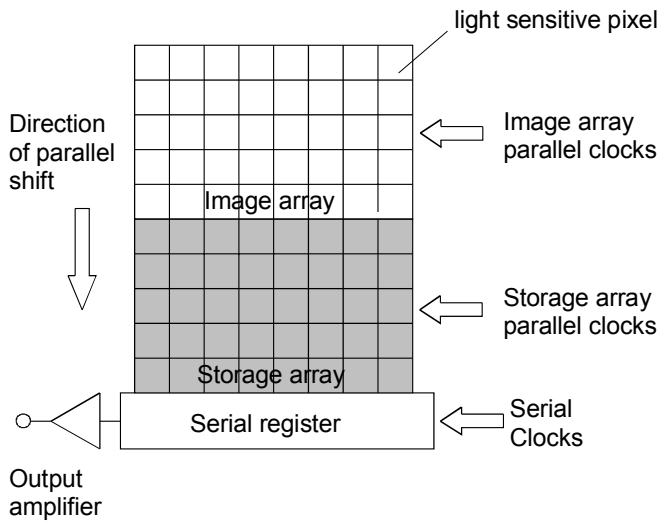 light sensitive pixel
Direction
of parallel
shift
Image array
parallel clocks
Image array
Storage array
parallel clocks
Storage array
Serial register
Serial
Clocks
Output
amplifier